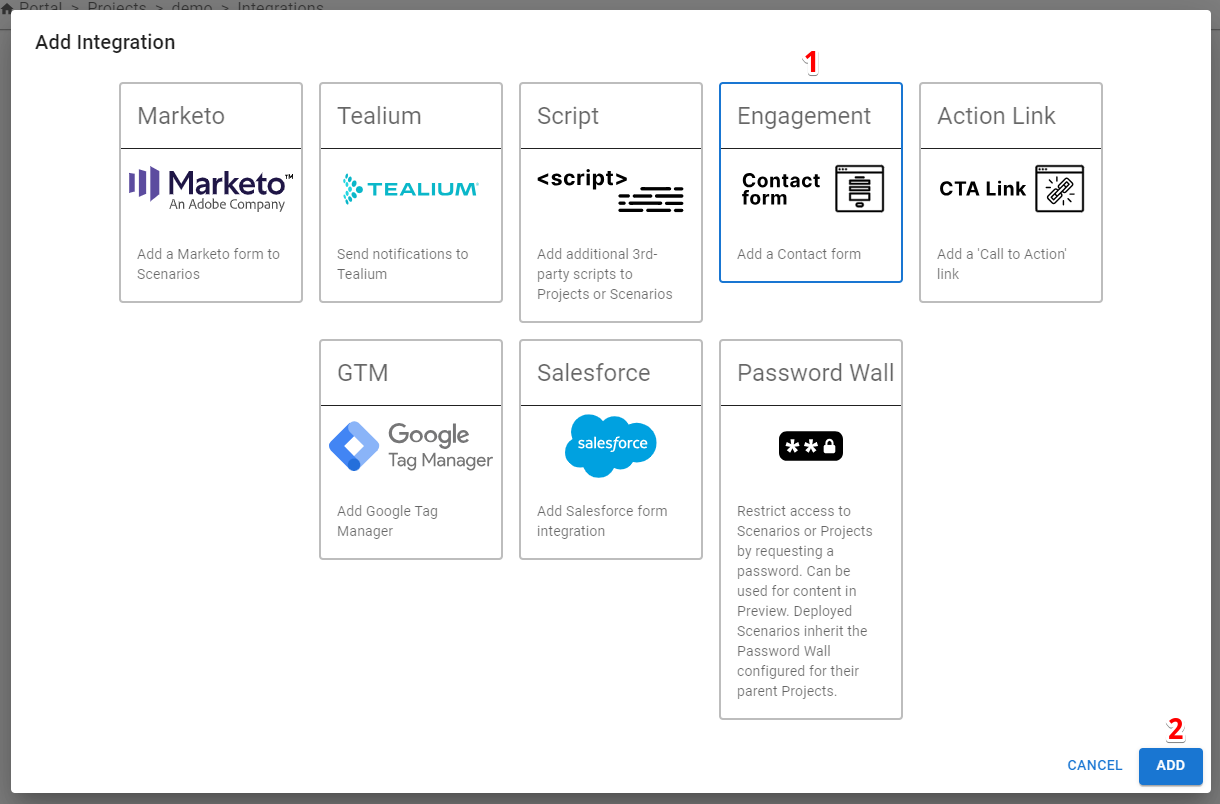 Portal > Projects > demo > Integrations
Add Integration
1
Marketo
Marketo™
An Adobe Company
Add a Marketo form to
Scenarios
Tealium
TEALIUM
Send notifications to
Tealium
Script
<script>
Add additional 3rd-
party scripts to
Projects or Scenarios
Engagement
Contact
form
Add a Contact form
Action Link
CTA Link
Add a 'Call to Action'
link
GTM
Google
Tag Manager
Add Google Tag
Manager
Salesforce
salesforce
Add Salesforce form
integration
Password Wall
**
Restrict access to
Scenarios or Projects
by requesting a
password. Can be
used for content in
Preview. Deployed
Scenarios inherit the
Password Wall
configured for their
parent Projects.
2
CANCEL
ADD